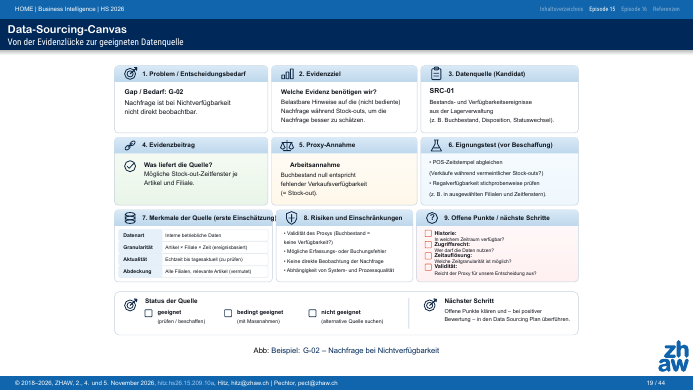 HOME | Business Intelligence | HS 2026
Inhaltsverzeichnis Episode 15 Episode 16 Referenzen
Data-Sourcing-Canvas
Von der Evidenzlücke zur geeigneten Datenquelle
1. Problem / Entscheidungsbedarf
Gap / Bedarf: G-02
Nachfrage ist bei Nichtverfügbarkeit
nicht direkt beobachtbar.
2. Evidenzziel
Welche Evidenz benötigen wir?
Belastbare Hinweise auf die (nicht bediente)
Nachfrage während Stock-outs, um die
Nachfrage besser zu schätzen.
3. Datenquelle (Kandidat)
SRC-01
Bestands- und Verfügbarkeitsereignisse
aus der Lagerverwaltung
(z. B. Buchbestand, Disposition, Statuswechsel).
4. Evidenzbeitrag
Was liefert die Quelle?
Mögliche Stock-out-Zeitfenster je
Artikel und Filiale.
5. Proxy-Annahme
Arbeitsannahme
Buchbestand null entspricht
fehlender Verkaufsverfügbarkeit
(= Stock-out).
6. Eignungstest (vor Beschaffung)
• POS-Zeitstempel abgleichen
(Verkäufe während vermeintlicher Stock-outs?)
• Regalverfügbarkeit stichprobenweise prüfen
(z. B. in ausgewählten Filialen und Zeitfenstern).
7. Merkmale der Quelle (erste Einschätzung)
Datenart Interne betriebliche Daten
Granularität Artikel × Filiale × Zeit (ereignisbasiert)
Aktualität Echtzeit bis tagesaktuell (zu prüfen)
Abdeckung Alle Filialen, relevante Artikel (vermutet)
8. Risiken und Einschränkungen
• Validität des Proxys (Buchbestand =
keine Verfügbarkeit?)
• Mögliche Erfassungs- oder Buchungsfehler
• Keine direkte Beobachtung der Nachfrage
• Abhängigkeit von System- und Prozessqualität
9. Offene Punkte / nächste Schritte
Historie:
In welchem Zeitraum verfügbar?
Zugriffsrecht:
Wer darf die Daten nutzen?
Zeitauflösung:
Welche Zeitgranularität ist möglich?
Validität:
Reicht der Proxy für unsere Entscheidung aus?
Status der Quelle
geeignet
(prüfen / beschaffen)
bedingt geeignet
(mit Massnahmen)
nicht geeignet
(alternative Quelle suchen)
Nächster Schritt
Offene Punkte klären – und – bei positiver
Bewertung – in den Data Sourcing Plan überführen.
Abb: Beispiel: G-02 – Nachfrage bei Nichtverfügbarkeit
zh
aw
© 2018–2026, ZHAW, 2., 4. und 5. November 2026, hitz.hs26.15.209.10a, Hitz, hilz@zhaw.ch | Pechtor, pect@zhaw.ch
19 / 44